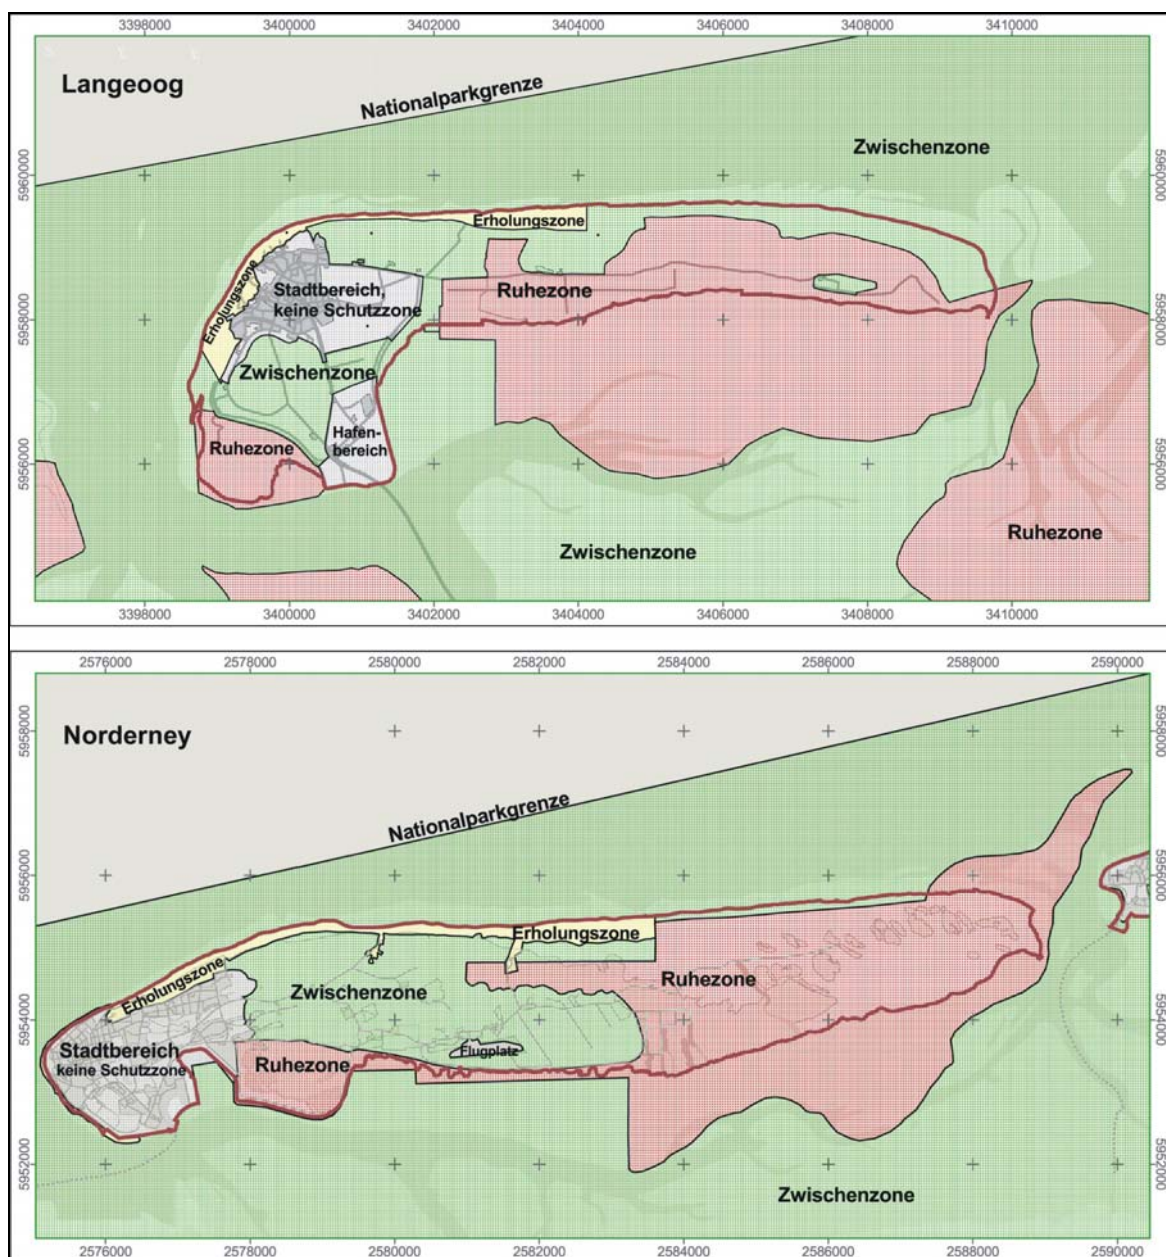 3398000 3400000 3402000 3404000 3406000 3408000 3410000
Langeoog
Nationalparkgrenze
Zwischenzone
5960000 5960000
Erholungszone
Erholungszone
Stadtbereich,
keine Schutzzone
Ruhezone
5958000 5958000
Zwischenzone
Hafen-
bereich
Ruhezone
5956000 5956000
Ruhezone
Zwischenzone
3398000 3400000 3402000 3404000 3406000 3408000 3410000
2576000 2578000 2580000 2582000 2584000 2586000 2588000 2590000
Norderney
5958000 5958000
Nationalparkgrenze
5956000 5956000
Erholungszone
Erholungszone
Zwischenzone
Ruhezone
5954000 5954000
Stadtbereich
keine Schutzzone
Flugplatz
Ruhezone
5952000 5952000
Zwischenzone
2576000 2578000 2580000 2582000 2584000 2586000 2588000 2590000